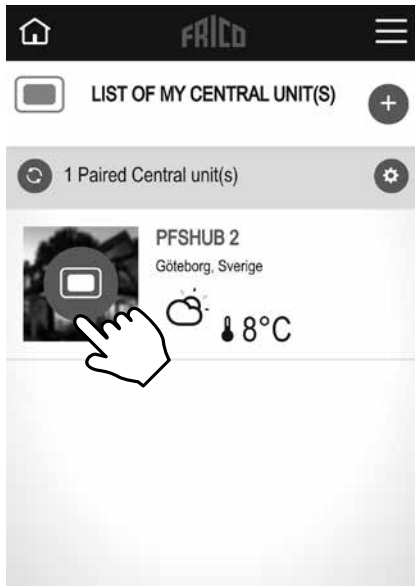 FRICO
LIST OF MY CENTRAL UNIT(S)
1 Paired Central unit(s)
PFSHUB 2
Göteborg, Sverige
8°C